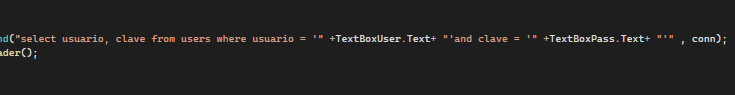 nd("select usuario, clave from users where usuario = '" +TextBoxUser.Text+ "'and clave = '" +TextBoxPass.Text+ "'" , conn);
ader();